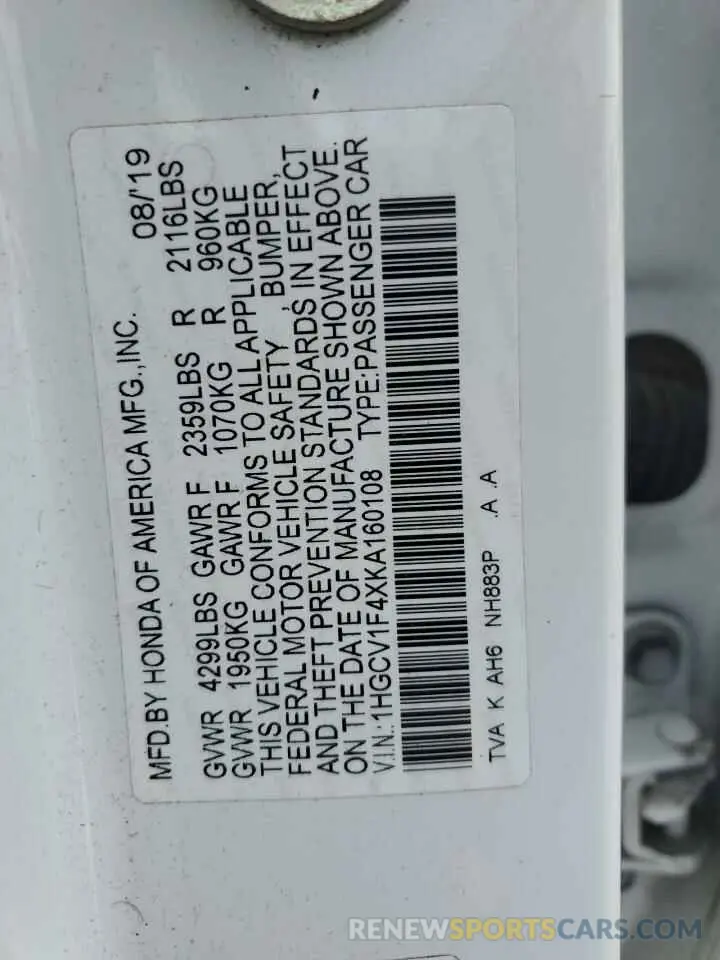 MFD.BY HONDA OF AMERICA MFG.,INC. 08/'19
GVWR 4299LBS GAWR F 2359LBS R 2116LBS
GVWR 1950KG GAWR F 1070KG R 960KG
THIS VEHICLE CONFORMS TO ALL APPLICABLE
FEDERAL MOTOR VEHICLE SAFETY , BUMPER,
AND THEFT PREVENTION STANDARDS IN EFFECT
ON THE DATE OF MANUFACTURE SHOWN ABOVE.
V.I.N.:1HGCV1F4XKA160108 TYPE:PASSENGER CAR
TVA K AH6 NH883P .A .A
RENEWSPORTSCARS.COM